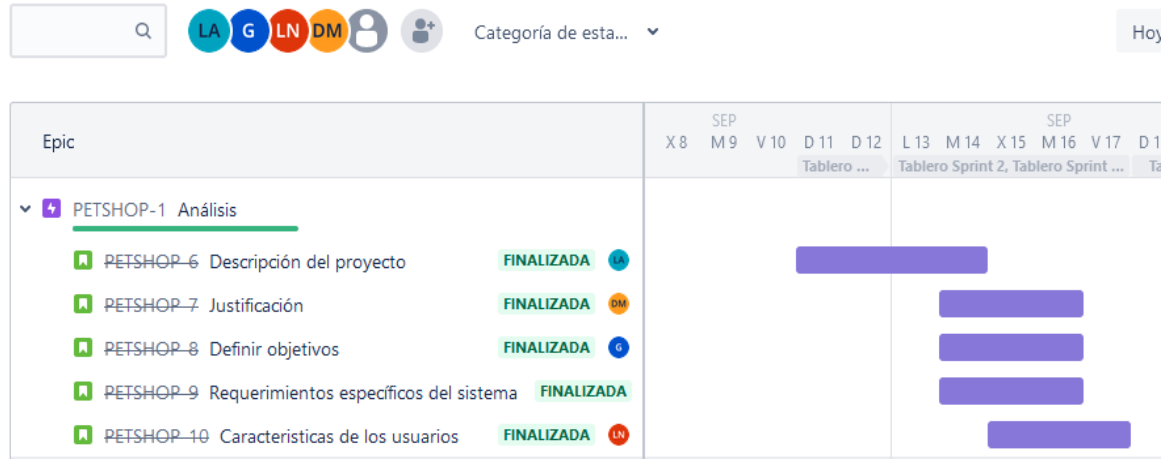 LA G LN DM Categoría de esta... Hoy
Epic
SEP SEP
X 8 M 9 V 10 D 11 D 12 L 13 M 14 X 15 M 16 V 17 D 1
Tablero ... Tablero Sprint 2, Tablero Sprint ... Ta
PETSHOP-1 Análisis
PETSHOP-6 Descripción del proyecto FINALIZADA LA
PETSHOP-7 Justificación FINALIZADA DM
PETSHOP-8 Definir objetivos FINALIZADA G
PETSHOP-9 Requerimientos específicos del sistema FINALIZADA
PETSHOP-10 Caracteristicas de los usuarios FINALIZADA LN